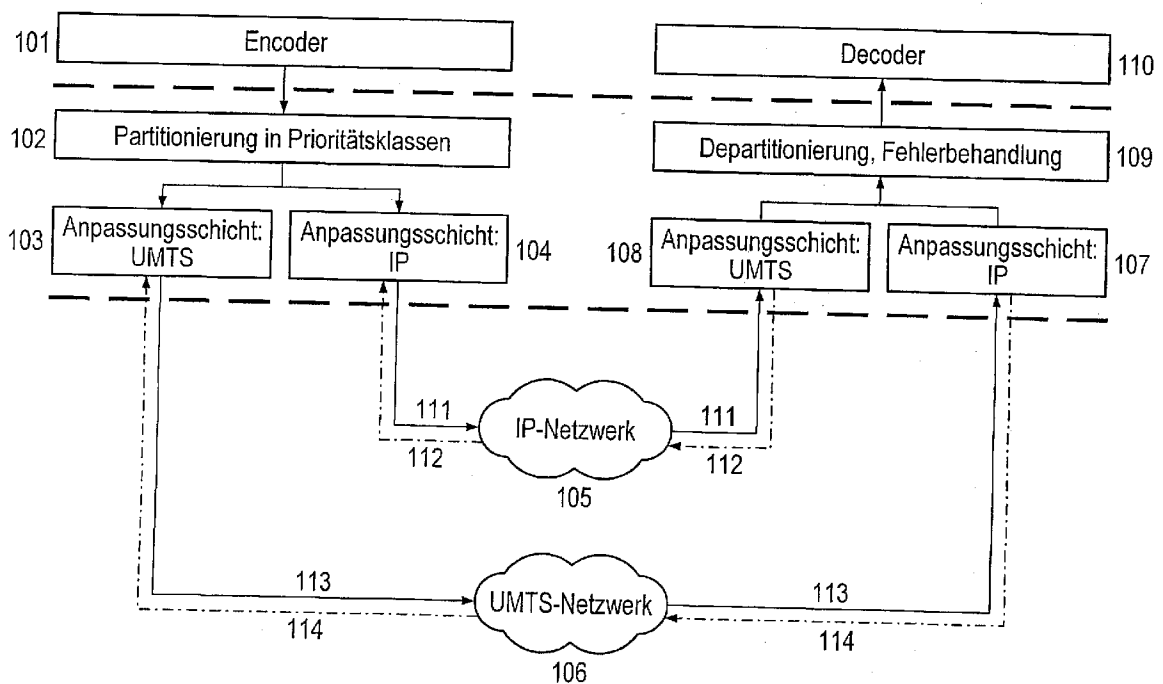 101
Encoder
Decoder
110
102
Partitionierung in Prioritätsklassen
Departitionierung, Fehlerbehandlung
109
103
Anpassungsschicht:
UMTS
Anpassungsschicht:
IP
104
108
Anpassungsschicht:
UMTS
Anpassungsschicht:
IP
107
111
IP-Netzwerk
111
112
112
105
113
UMTS-Netzwerk
113
114
114
106